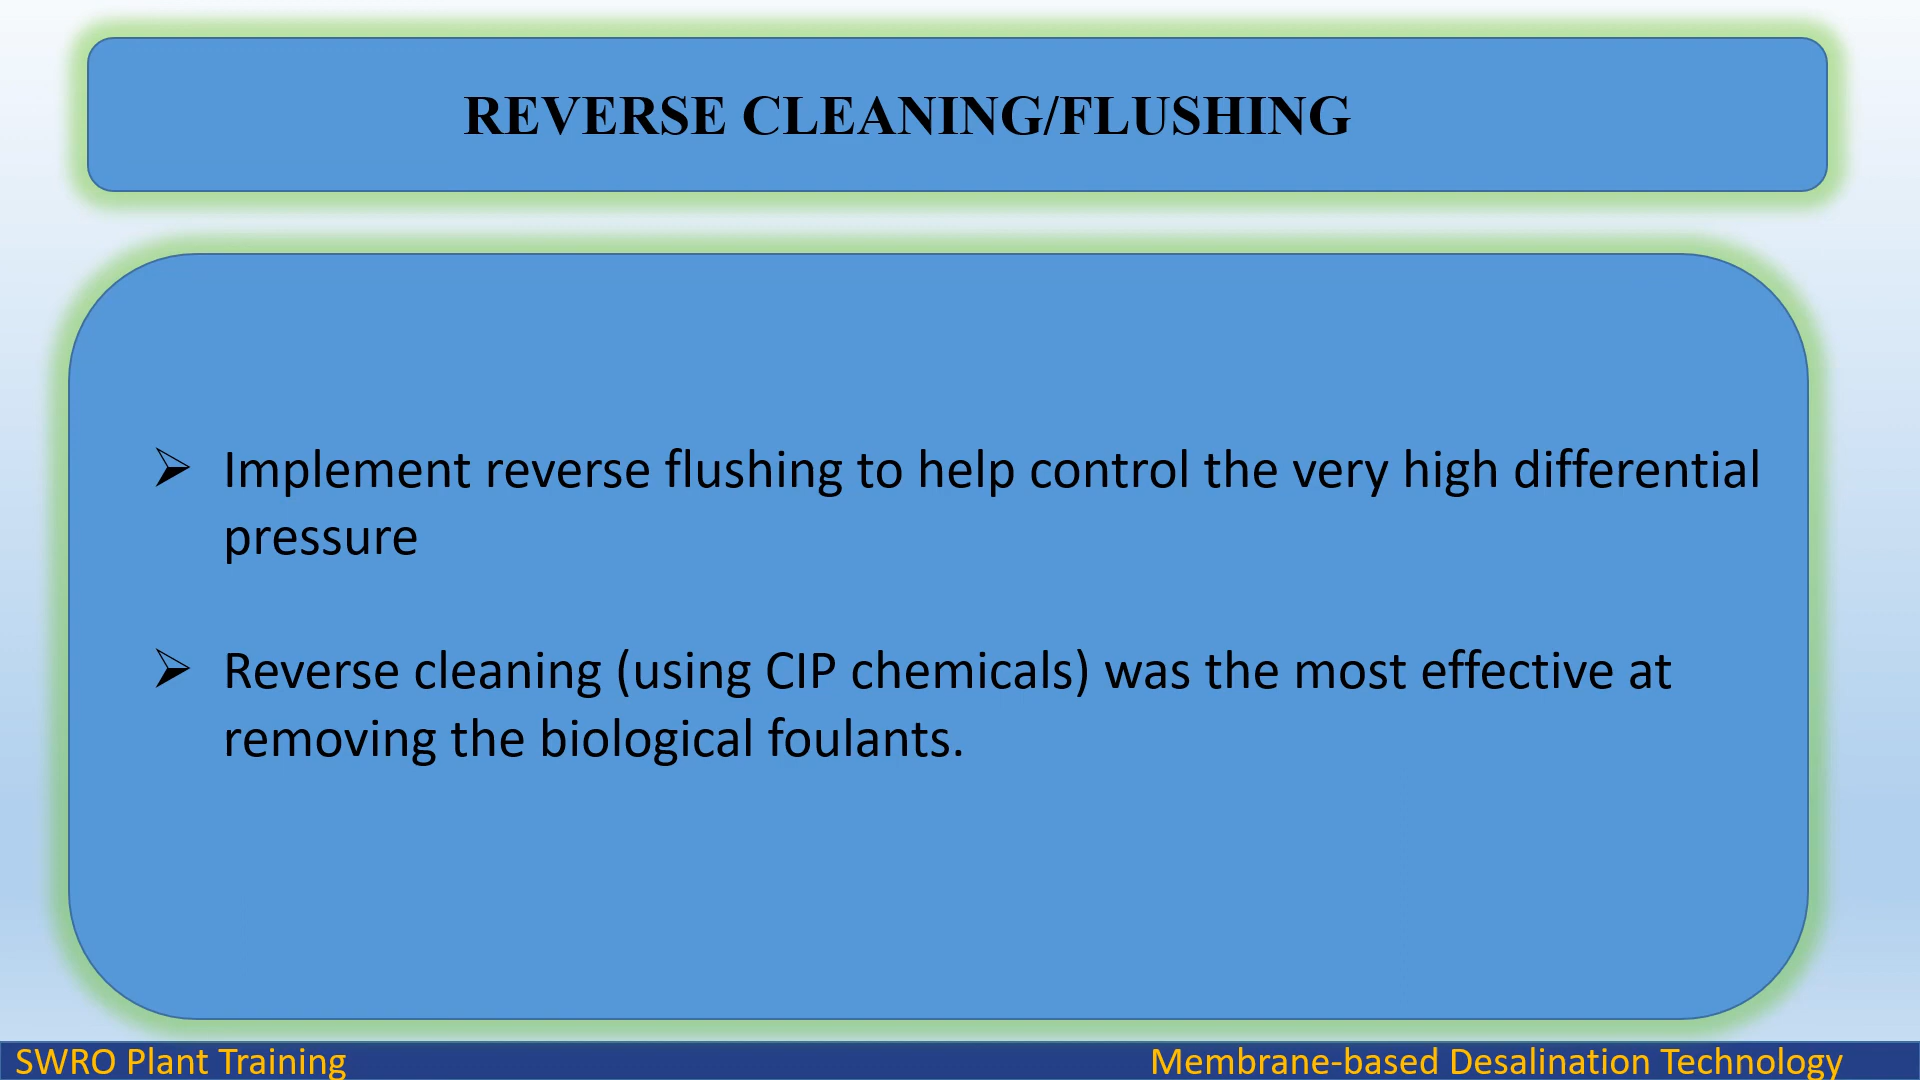 REVERSE CLEANING/FLUSHING
➢ Implement reverse flushing to help control the very high differential
pressure
➢ Reverse cleaning (using CIP chemicals) was the most effective at
removing the biological foulants.
SWRO Plant Training
Membrane-based Desalination Technology